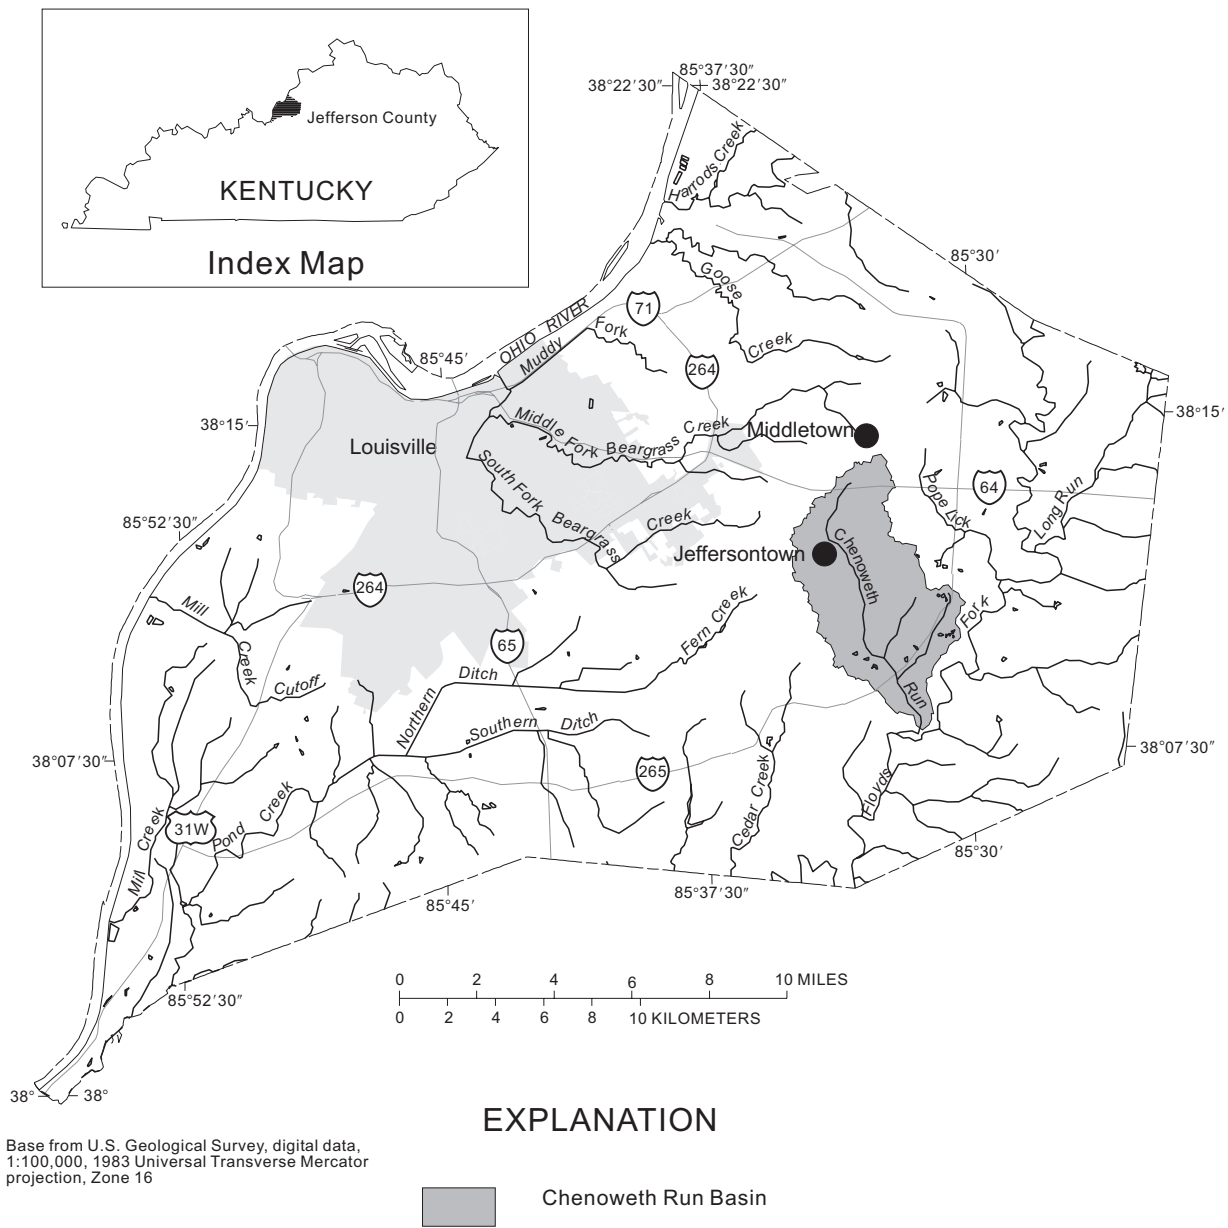 Jefferson County
KENTUCKY
Index Map
85°37′30″
38°22′30″
38°22′30″
Harrods Creek
85°30′
Goose
Creek
OHIO RIVER
71
Muddy
Fork
85°45′
264
38°15′
38°15′
Middle Fork Beargrass Creek
Middletown
Louisville
South Fork
Beargrass
Creek
Pope Lick
64
Long Run
85°52′30″
Jeffersontown
Chenoweth
Run
264
Mill
Creek
Cutoff
65
Fern Creek
Fork
Northern
Ditch
Southern Ditch
38°07′30″
38°07′30″
265
Cedar Creek
Floyds
31W
Pond Creek
Mill Creek
85°30′
85°37′30″
85°45′
85°52′30″
0 2 4 6 8 10 MILES
0 2 4 6 8 10 KILOMETERS
38° 38°
EXPLANATION
Base from U.S. Geological Survey, digital data,
1:100,000, 1983 Universal Transverse Mercator
projection, Zone 16
Chenoweth Run Basin